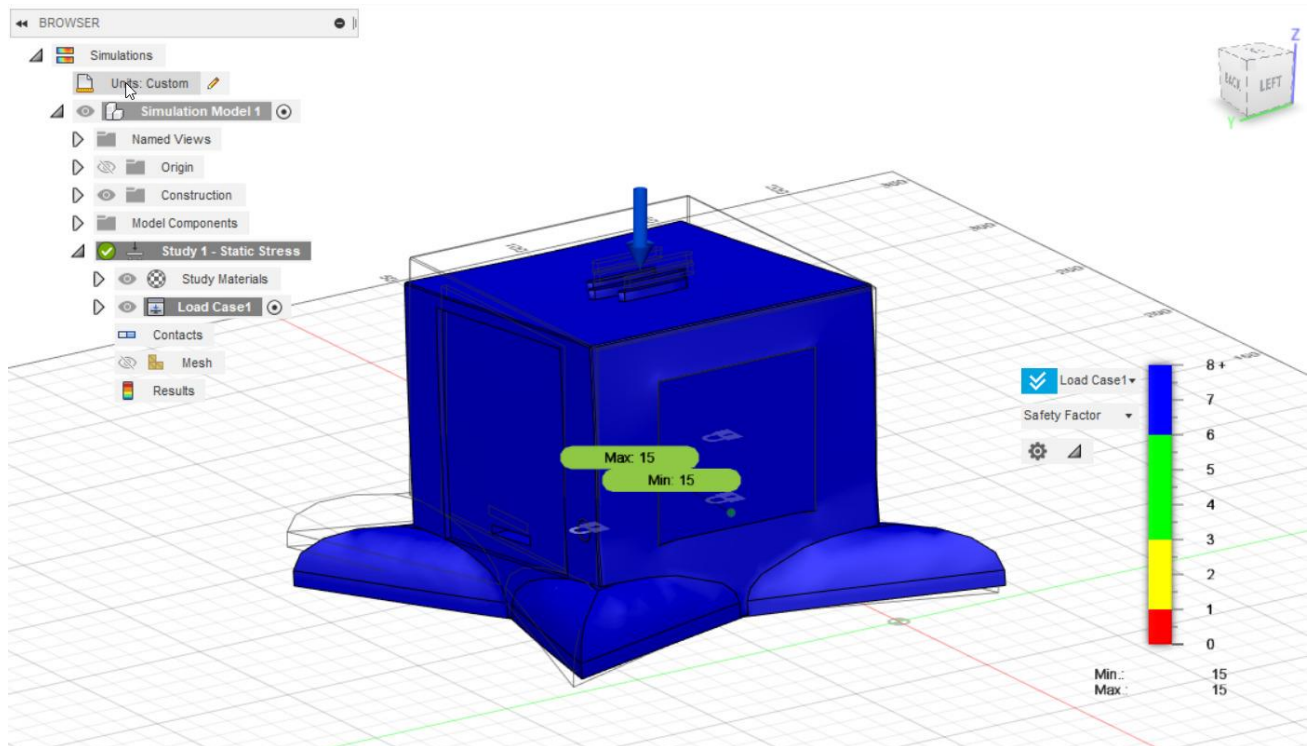 BROWSER
Simulations
Units: Custom
Simulation Model 1
Named Views
Origin
Construction
Model Components
Study 1 - Static Stress
Study Materials
Load Case1
Contacts
Mesh
Results
Z
BACK
LEFT
Y
Max: 15
Min: 15
Load Case1
Safety Factor
8 +
7
6
5
4
3
2
1
0
Min.: 15
Max.: 15